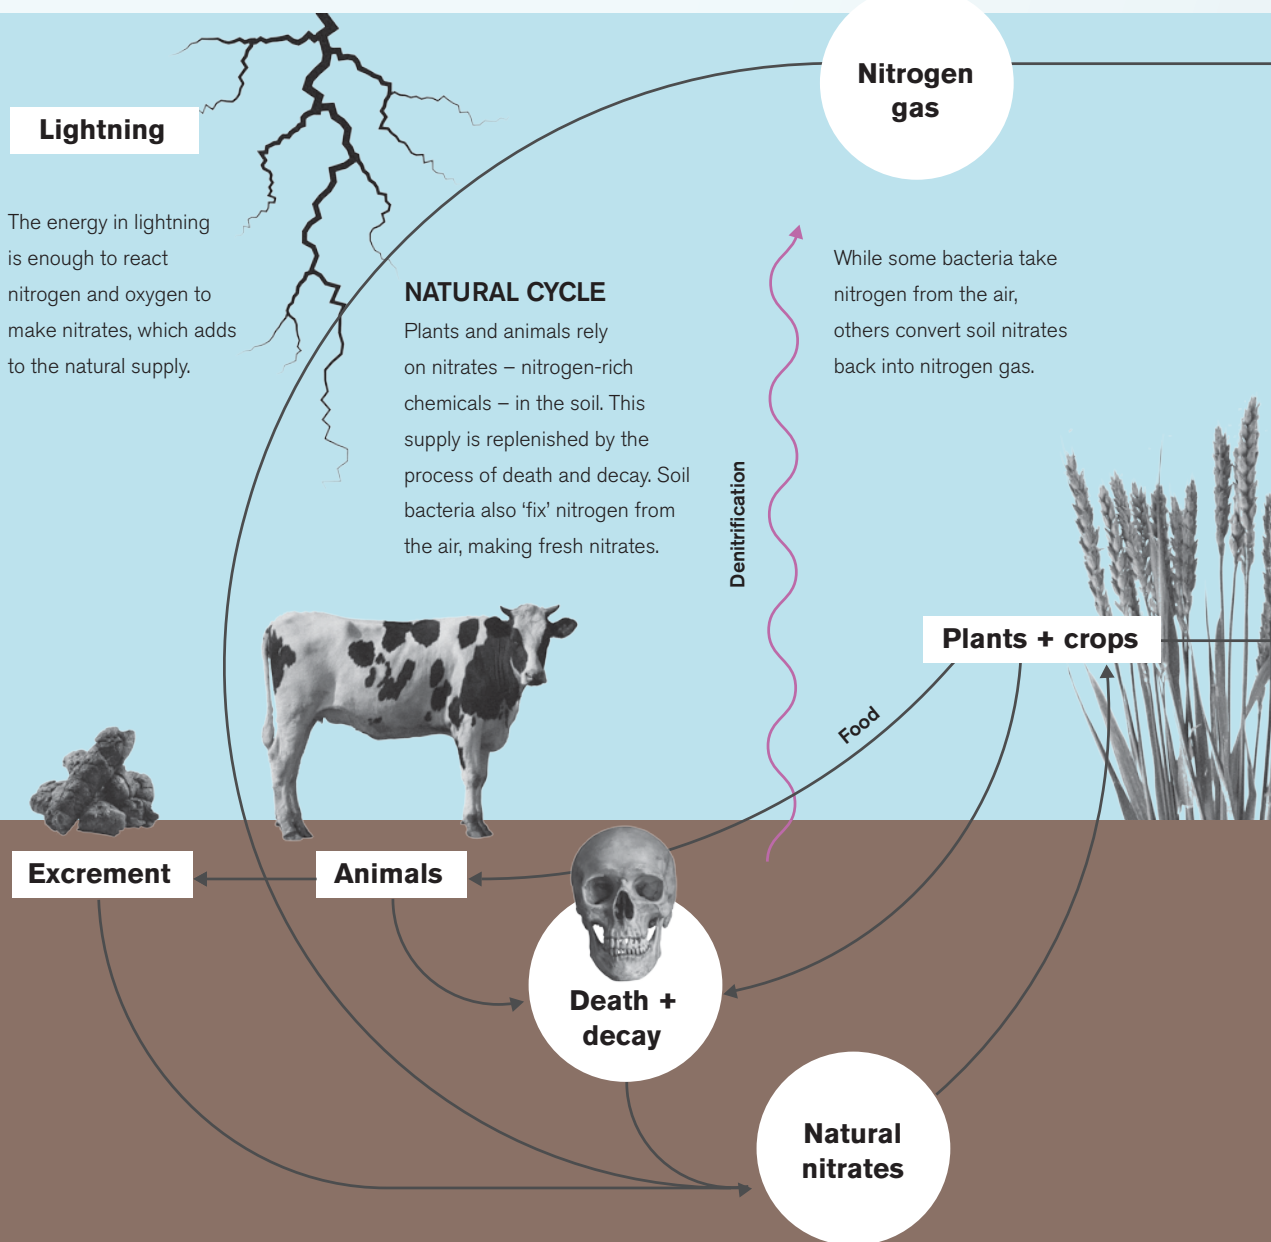 Nitrogen
gas
Lightning
The energy in lightning
is enough to react
nitrogen and oxygen to
make nitrates, which adds
to the natural supply.
NATURAL CYCLE
Plants and animals rely
on nitrates – nitrogen-rich
chemicals – in the soil. This
supply is replenished by the
process of death and decay. Soil
bacteria also ‘fix’ nitrogen from
the air, making fresh nitrates.
Denitrification
While some bacteria take
nitrogen from the air,
others convert soil nitrates
back into nitrogen gas.
Plants + crops
Food
Excrement
Animals
Death +
decay
Natural
nitrates